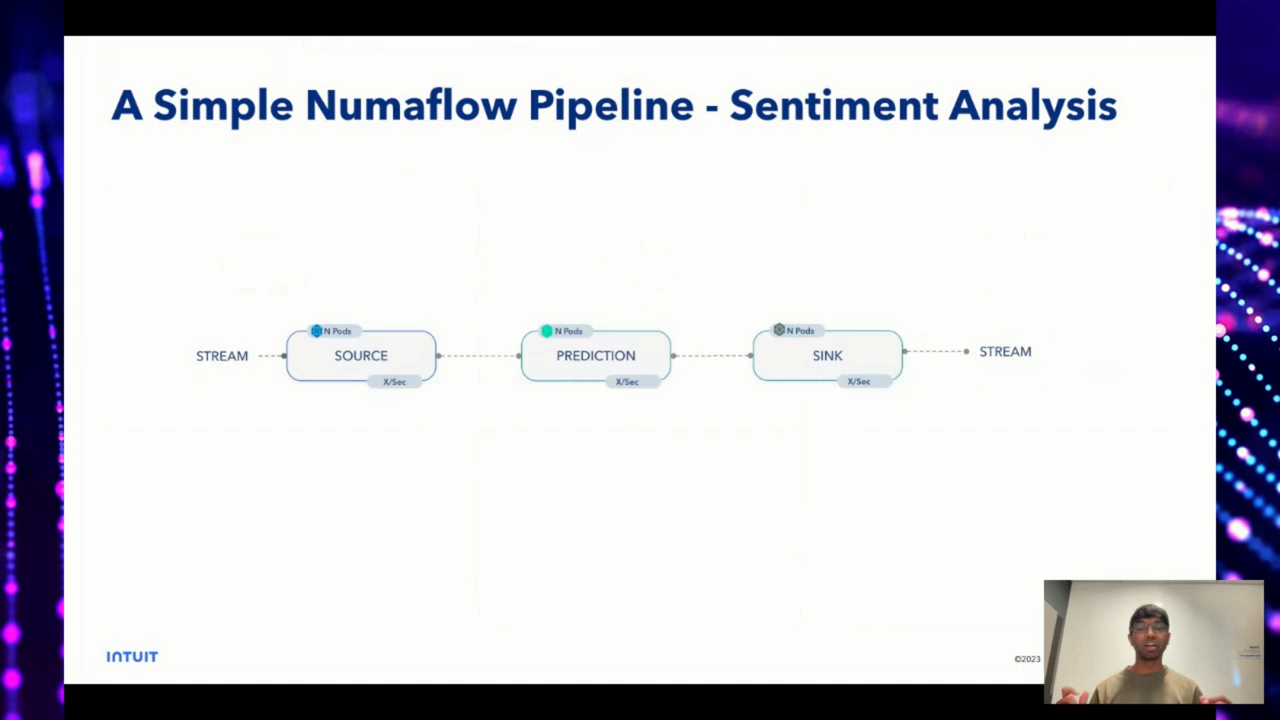 A Simple Numaflow Pipeline - Sentiment Analysis
N Pods
N Pods
N Pods
STREAM
SOURCE
PREDICTION
SINK
STREAM
X/Sec
X/Sec
X/Sec
INTUIT
©2023